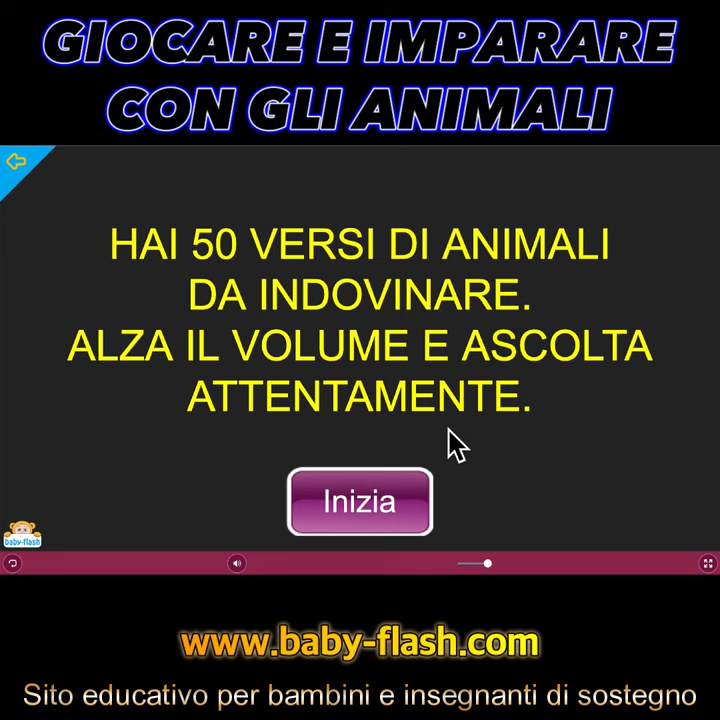 GIOCARE E IMPARARE
CON GLI ANIMALI
HAI 50 VERSI DI ANIMALI
DA INDOVINARE.
ALZA IL VOLUME E ASCOLTA
ATTENTAMENTE.
Inizia
baby-flash
www.baby-flash.com
Sito educativo per bambini e insegnanti di sostegno